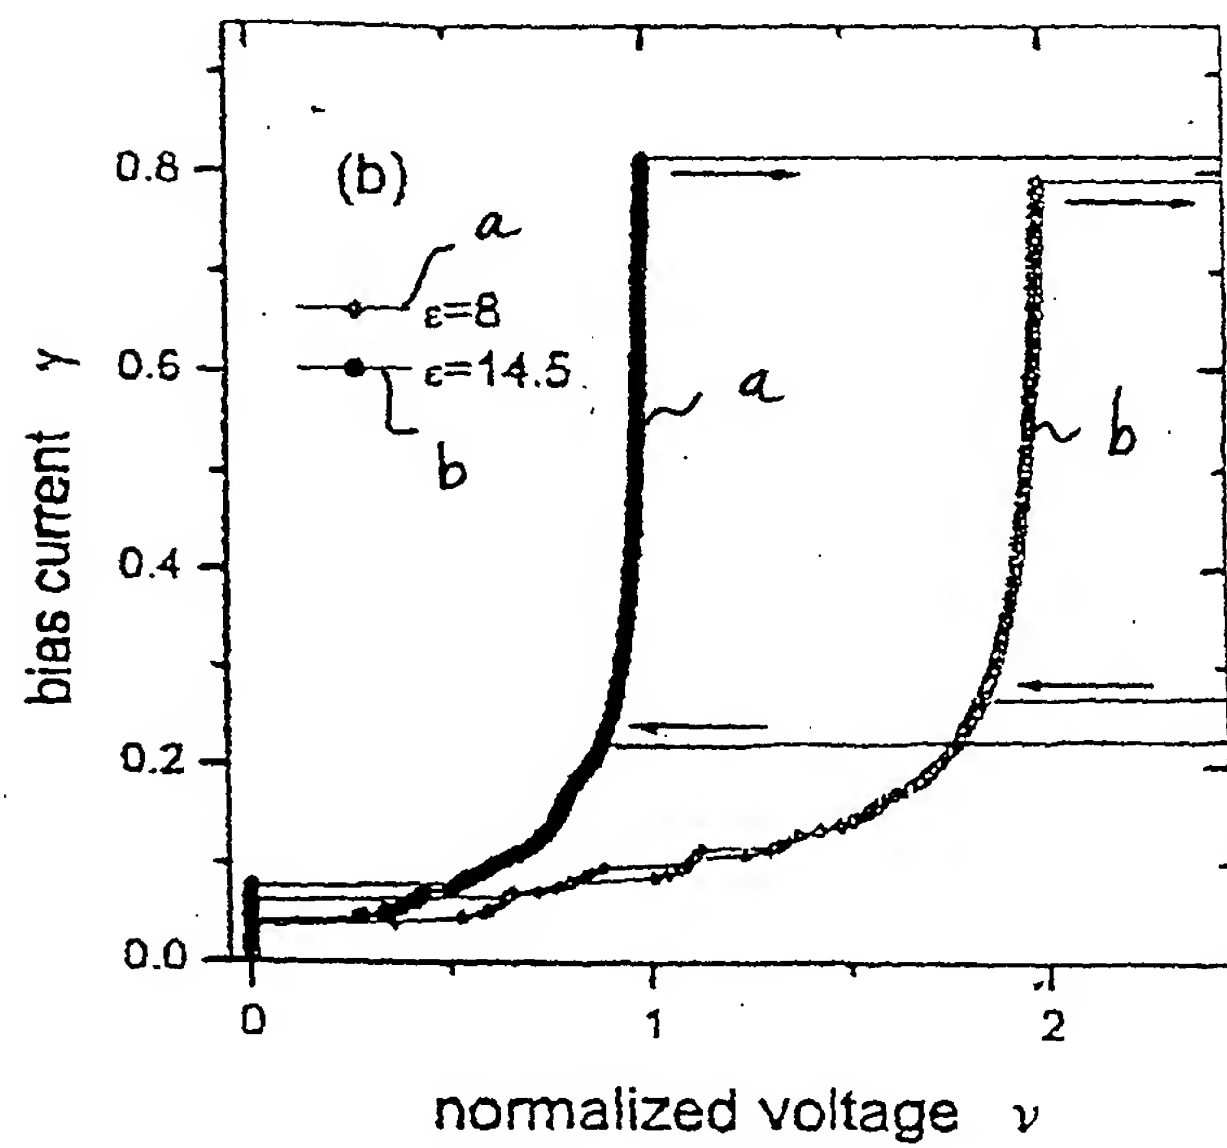 (b)
a
ε=8
ε=14.5
b
a
b
bias current γ
0.8
0.6
0.4
0.2
0.0
0 1 2
normalized voltage ν